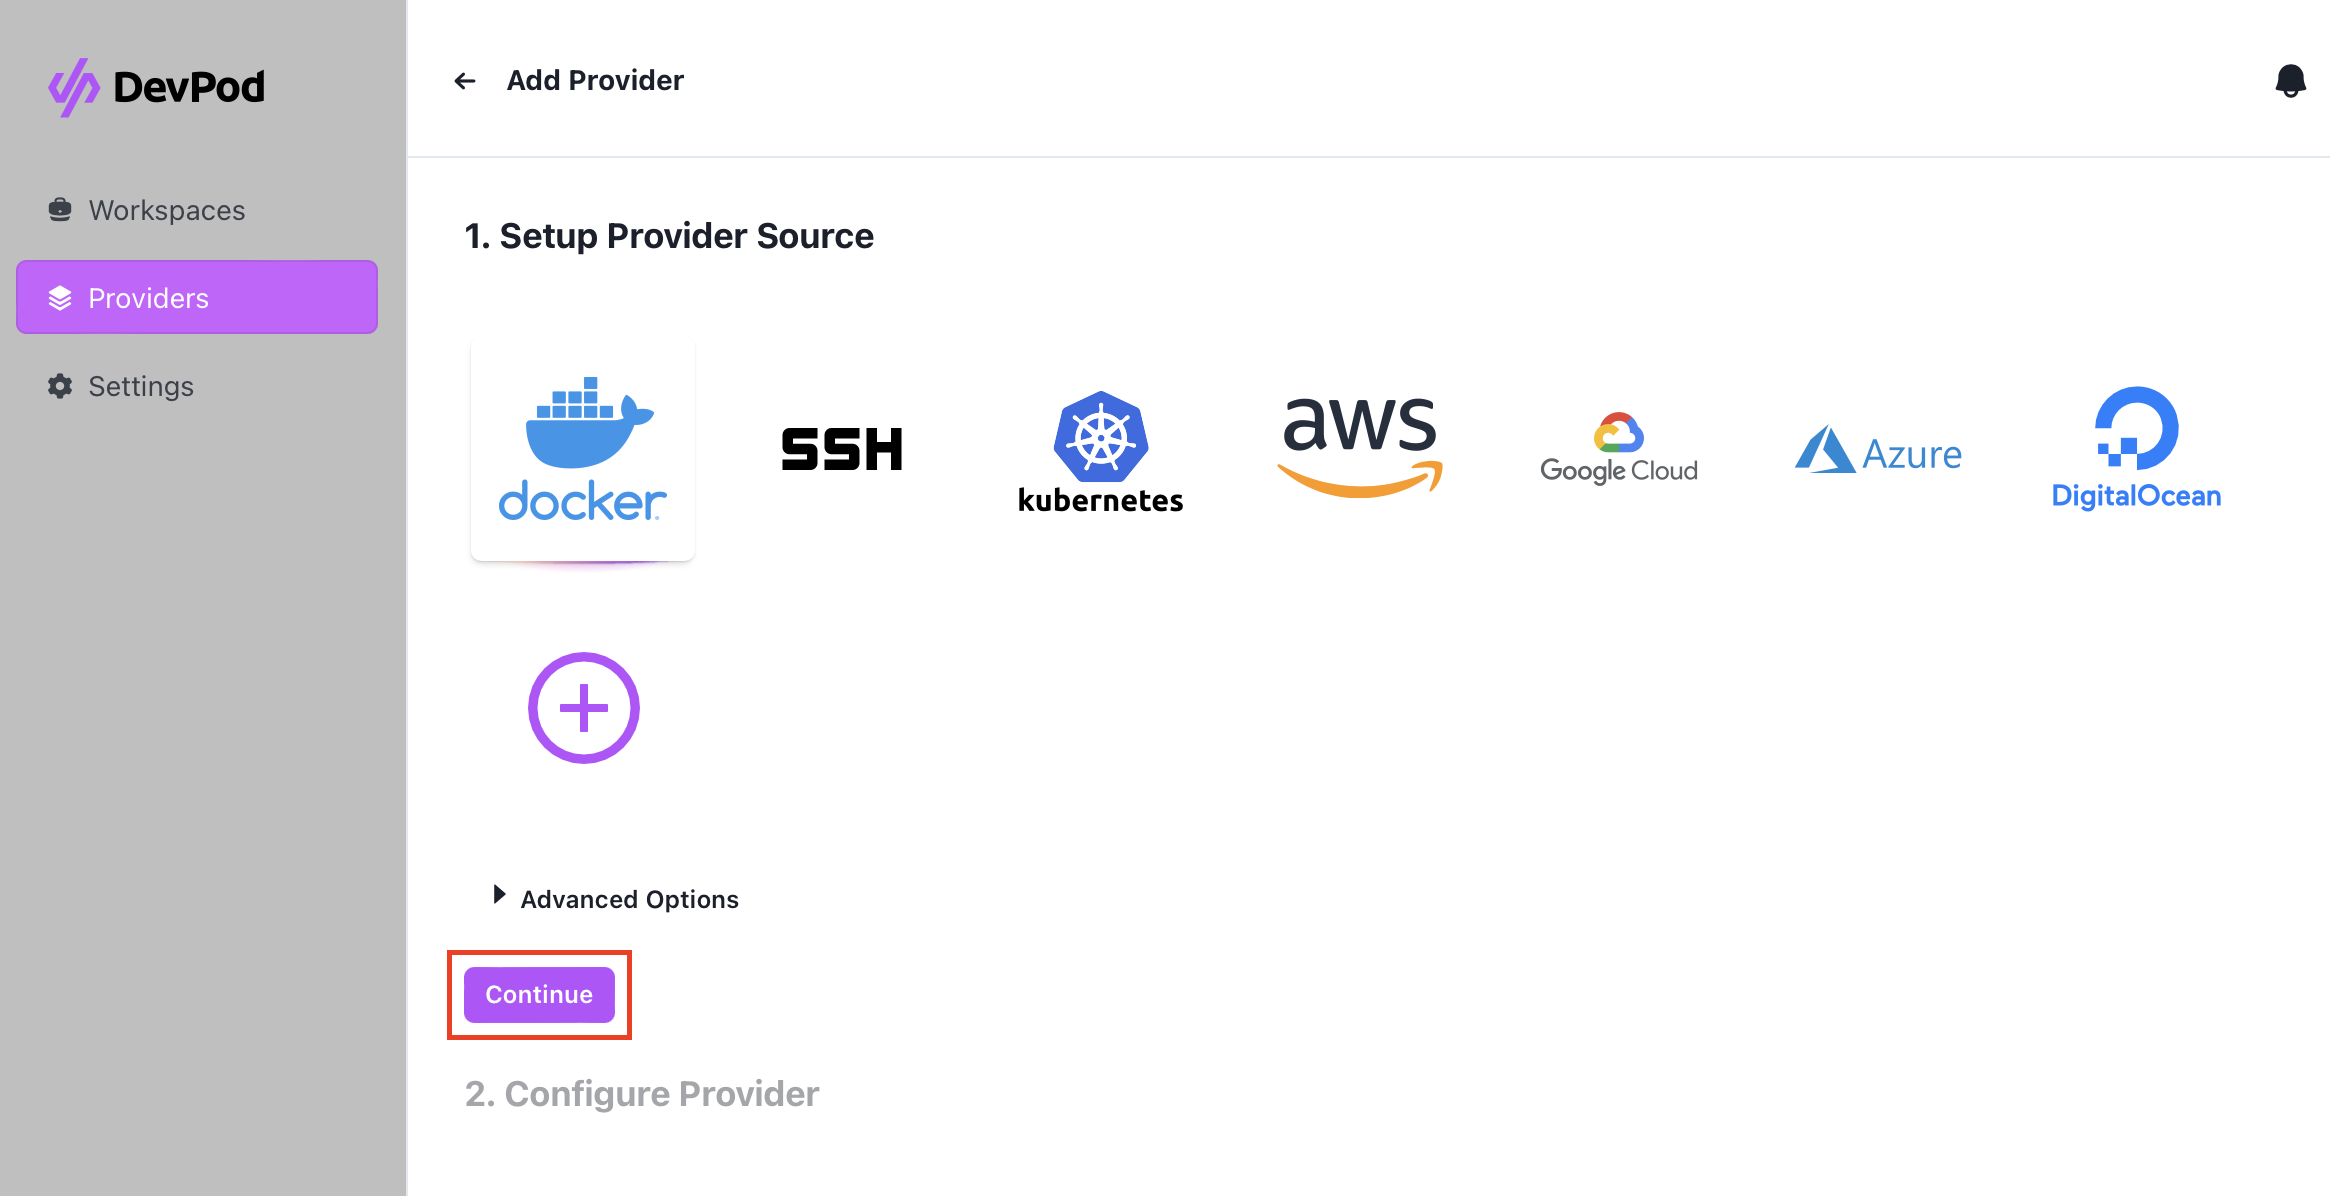 DevPod
Workspaces
Providers
Settings
Add Provider
1. Setup Provider Source
docker
SSH
kubernetes
aws
Google Cloud
Azure
DigitalOcean
Advanced Options
Continue
2. Configure Provider